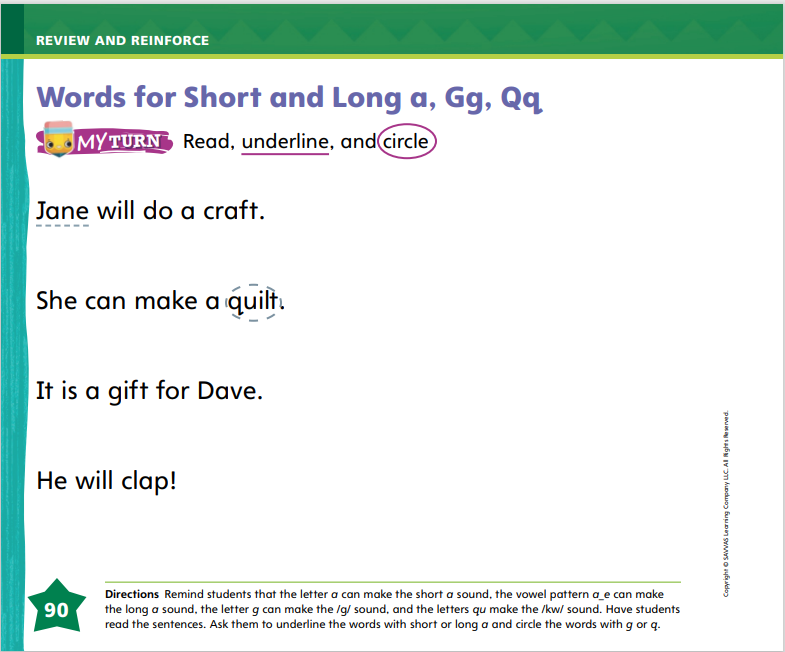 REVIEW AND REINFORCE
Words for Short and Long a, Gg, Qq
MY TURN Read, underline, and circle
Jane will do a craft.
She can make a quilt.
It is a gift for Dave.
He will clap!
Copyright © SAVVAS Learning Company LLC. All Rights Reserved.
90
Directions Remind students that the letter a can make the short a sound, the vowel pattern a_e can make
the long a sound, the letter g can make the /g/ sound, and the letters qu make the /kw/ sound. Have students
read the sentences. Ask them to underline the words with short or long a and circle the words with g or q.